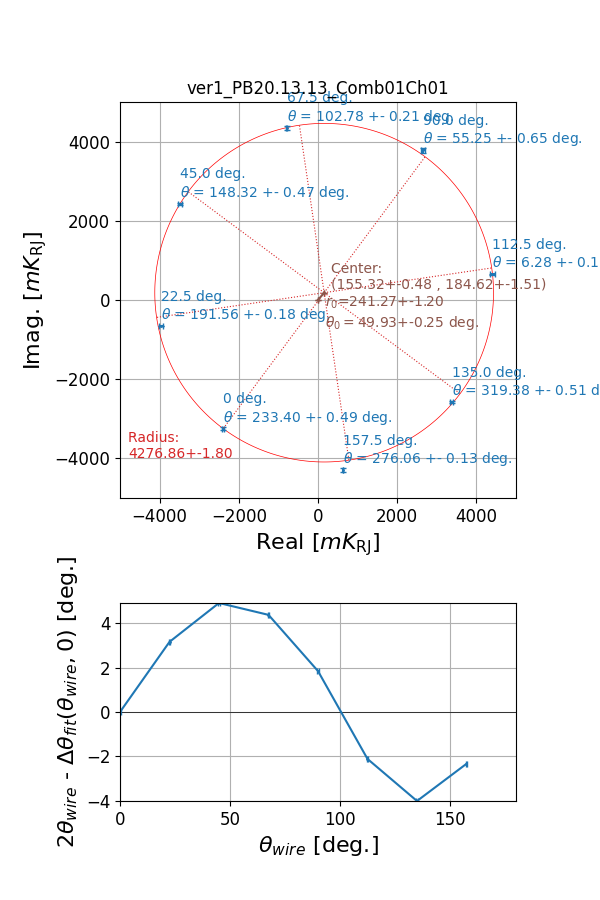 ver1_PB20.13.13_Comb01Ch01
67.5 deg.
θ = 102.78 +- 0.21 deg.
90.0 deg.
θ = 55.25 +- 0.65 deg.
45.0 deg.
θ = 148.32 +- 0.47 deg.
112.5 deg.
θ = 6.28 +- 0.1
Center:
(155.32+-0.48 , 184.62+-1.51)
r₀=241.27+-1.20
θ₀ = 49.93+-0.25 deg.
22.5 deg.
θ = 191.56 +- 0.18 deg.
135.0 deg.
θ = 319.38 +- 0.51 d
0 deg.
θ = 233.40 +- 0.49 deg.
157.5 deg.
θ = 276.06 +- 0.13 deg.
Radius:
4276.86+-1.80
4000
2000
0
−2000
−4000
Imag. [mK_RJ]
−4000 −2000 0 2000 4000
Real [mK_RJ]
4
2
0
−2
−4
2θ_wire - Δθ_fit(θ_wire, 0) [deg.]
0 50 100 150
θ_wire [deg.]